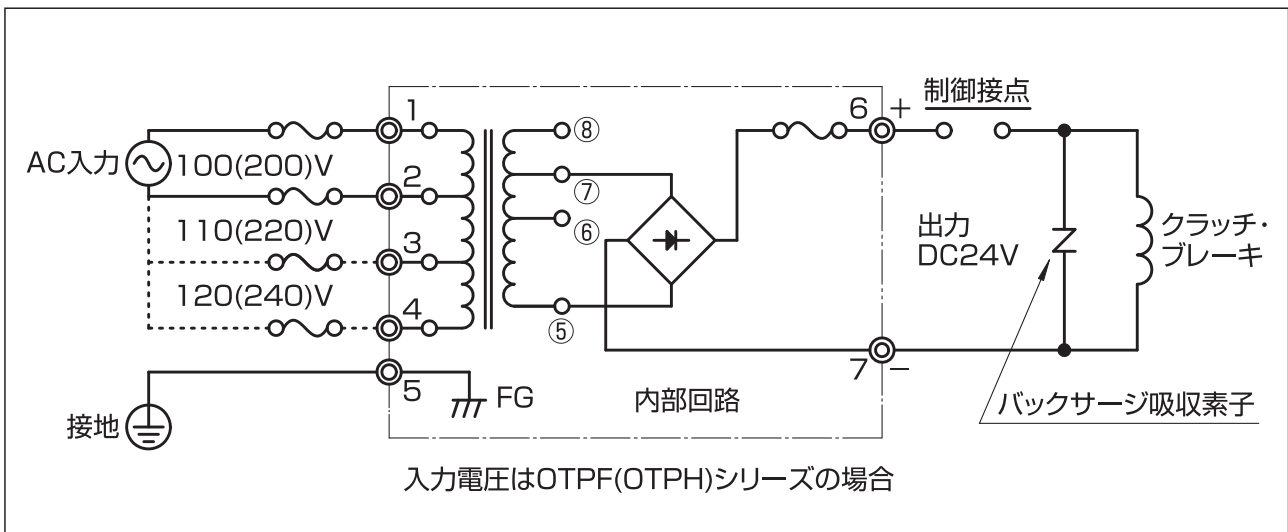 制御接点
AC入力
100(200)V
110(220)V
120(240)V
1
2
3
4
5
⑧
⑦
⑥
⑤
6 +
7 −
出力
DC24V
クラッチ・
ブレーキ
FG
内部回路
接地
バックサージ吸収素子
入力電圧はOTPF(OTPH)シリーズの場合